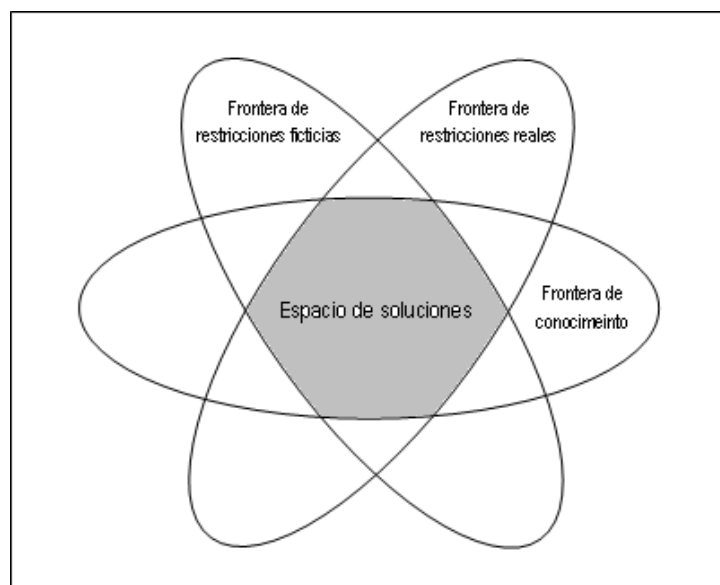 Frontera de
restricciones ficticias
Frontera de
restricciones reales
Espacio de soluciones
Frontera de
conocimeinto